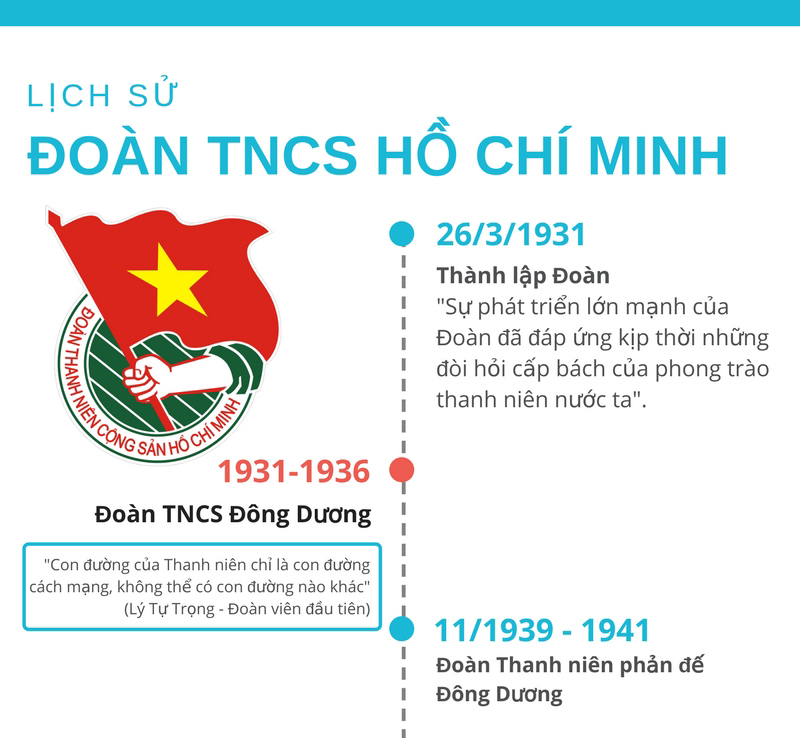 LỊCH SỬ
ĐOÀN TNCS HỒ CHÍ MINH
ĐOÀN THANH NIÊN CỘNG SẢN HỒ CHÍ MINH
26/3/1931
Thành lập Đoàn
"Sự phát triển lớn mạnh của
Đoàn đã đáp ứng kịp thời những
đòi hỏi cấp bách của phong trào
thanh niên nước ta".
1931-1936
Đoàn TNCS Đông Dương
"Con đường của Thanh niên chỉ là con đường
cách mạng, không thể có con đường nào khác"
(Lý Tự Trọng - Đoàn viên đầu tiên)
11/1939 - 1941
Đoàn Thanh niên phản đế
Đông Dương